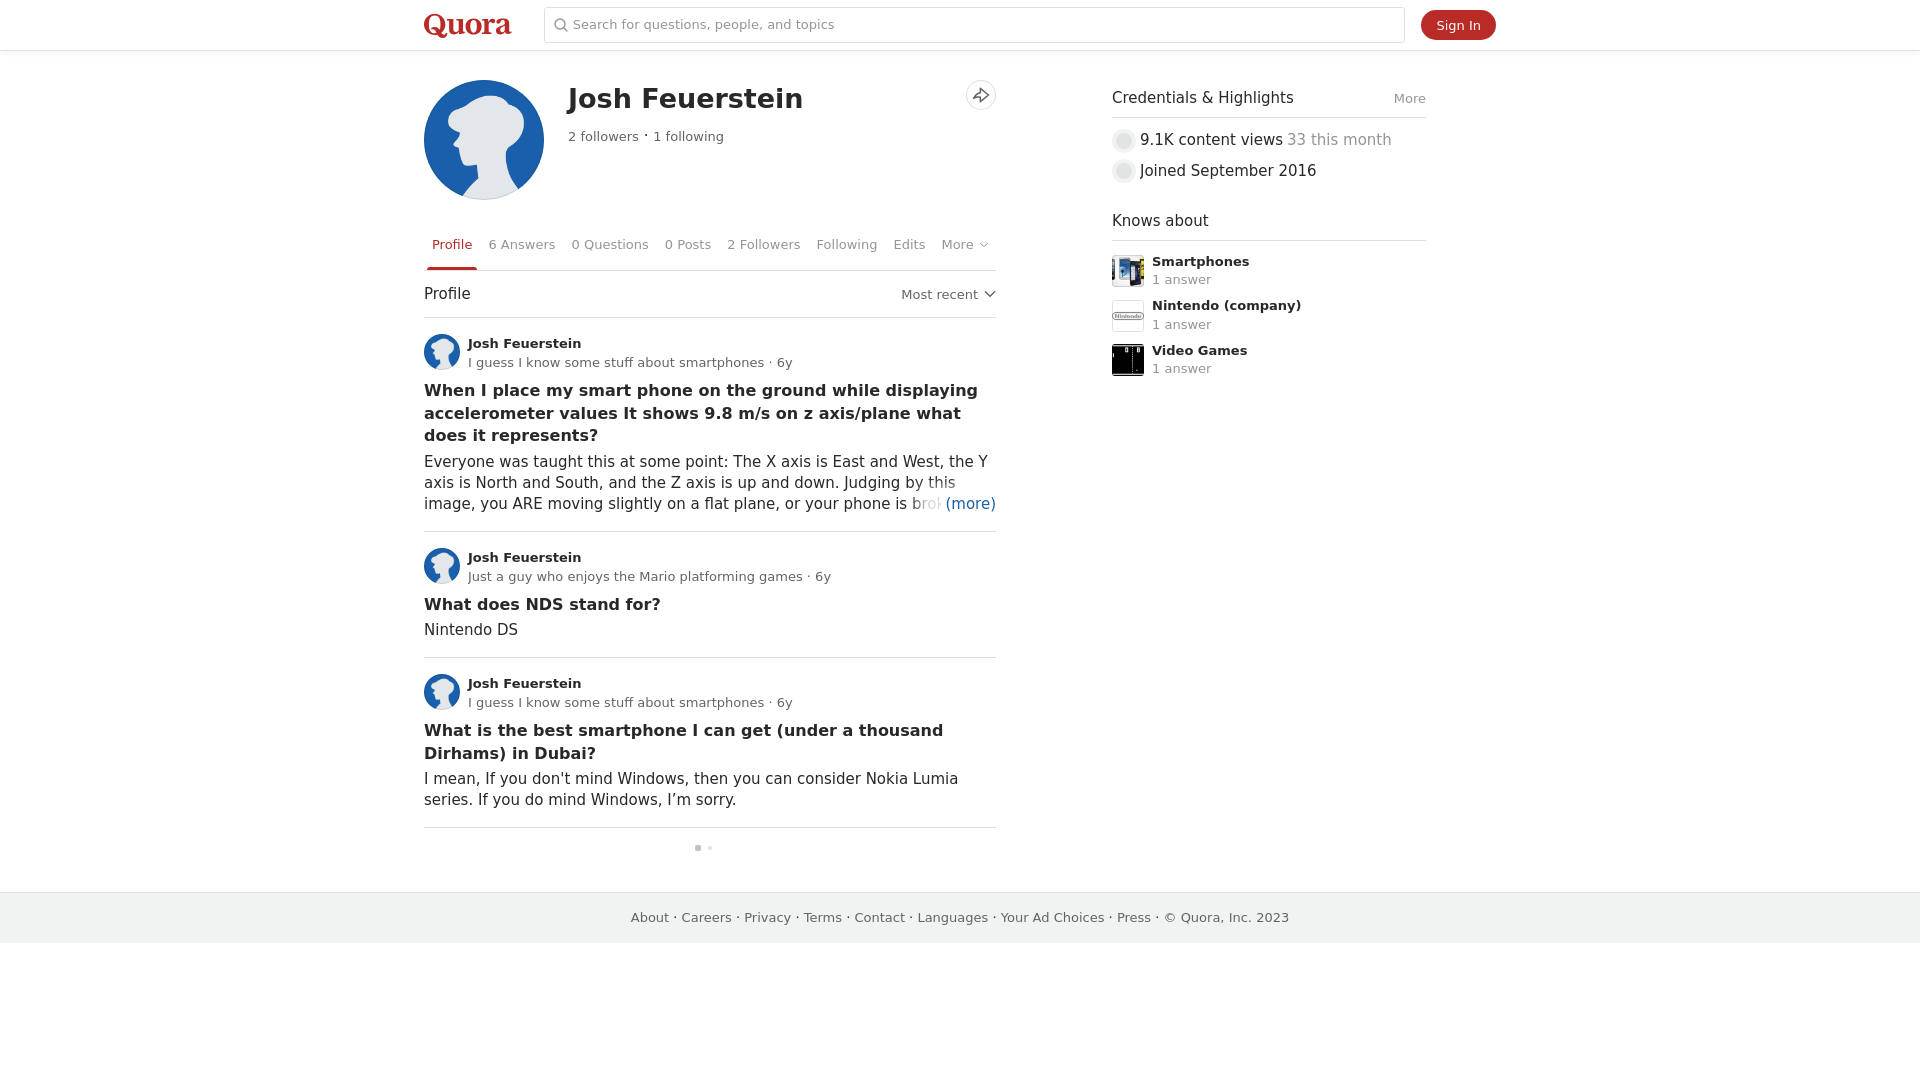 Quora
Search for questions, people, and topics
Sign In
Josh Feuerstein
2 followers · 1 following
Profile
6 Answers
0 Questions
0 Posts
2 Followers
Following
Edits
More
Profile
Most recent
Josh Feuerstein
I guess I know some stuff about smartphones · 6y
When I place my smart phone on the ground while displaying
accelerometer values It shows 9.8 m/s on z axis/plane what
does it represents?
Everyone was taught this at some point: The X axis is East and West, the Y
axis is North and South, and the Z axis is up and down. Judging by this
image, you ARE moving slightly on a flat plane, or your phone is (more)
Josh Feuerstein
Just a guy who enjoys the Mario platforming games · 6y
What does NDS stand for?
Nintendo DS
Josh Feuerstein
I guess I know some stuff about smartphones · 6y
What is the best smartphone I can get (under a thousand
Dirhams) in Dubai?
I mean, If you don't mind Windows, then you can consider Nokia Lumia
series. If you do mind Windows, I’m sorry.
Credentials & Highlights
More
9.1K content views 33 this month
Joined September 2016
Knows about
Smartphones
1 answer
Nintendo
Nintendo (company)
1 answer
Video Games
1 answer
About · Careers · Privacy · Terms · Contact · Languages · Your Ad Choices · Press · © Quora, Inc. 2023